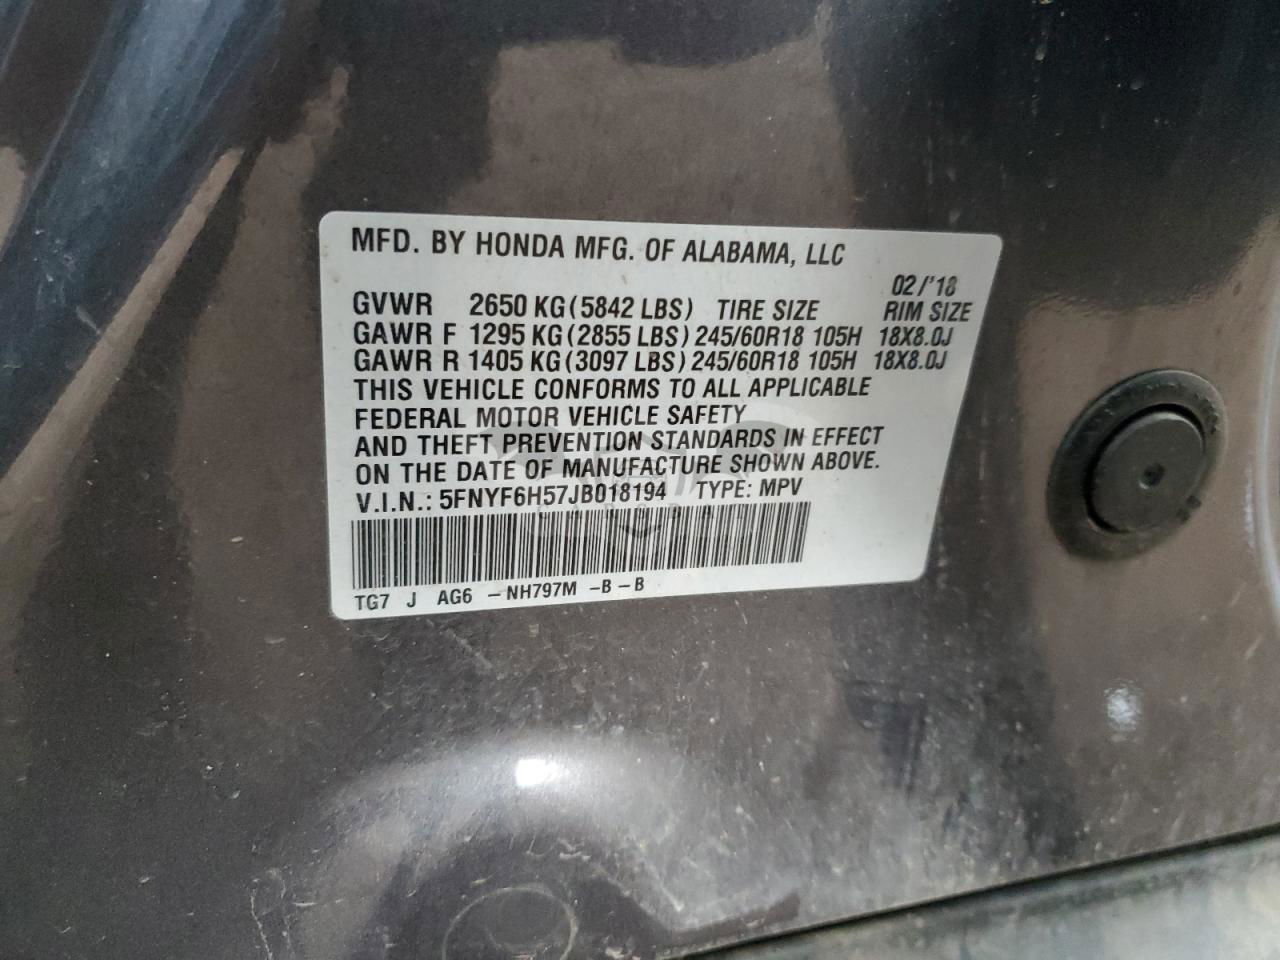 MFD. BY HONDA MFG. OF ALABAMA, LLC
02/'18
GVWR 2650 KG (5842 LBS) TIRE SIZE RIM SIZE
GAWR F 1295 KG (2855 LBS) 245/60R18 105H 18X8.0J
GAWR R 1405 KG (3097 LBS) 245/60R18 105H 18X8.0J
THIS VEHICLE CONFORMS TO ALL APPLICABLE
FEDERAL MOTOR VEHICLE SAFETY
AND THEFT PREVENTION STANDARDS IN EFFECT
ON THE DATE OF MANUFACTURE SHOWN ABOVE.
V.I.N.: 5FNYF6H57JB018194 TYPE: MPV
TG7 J AG6 – NH797M – B – B